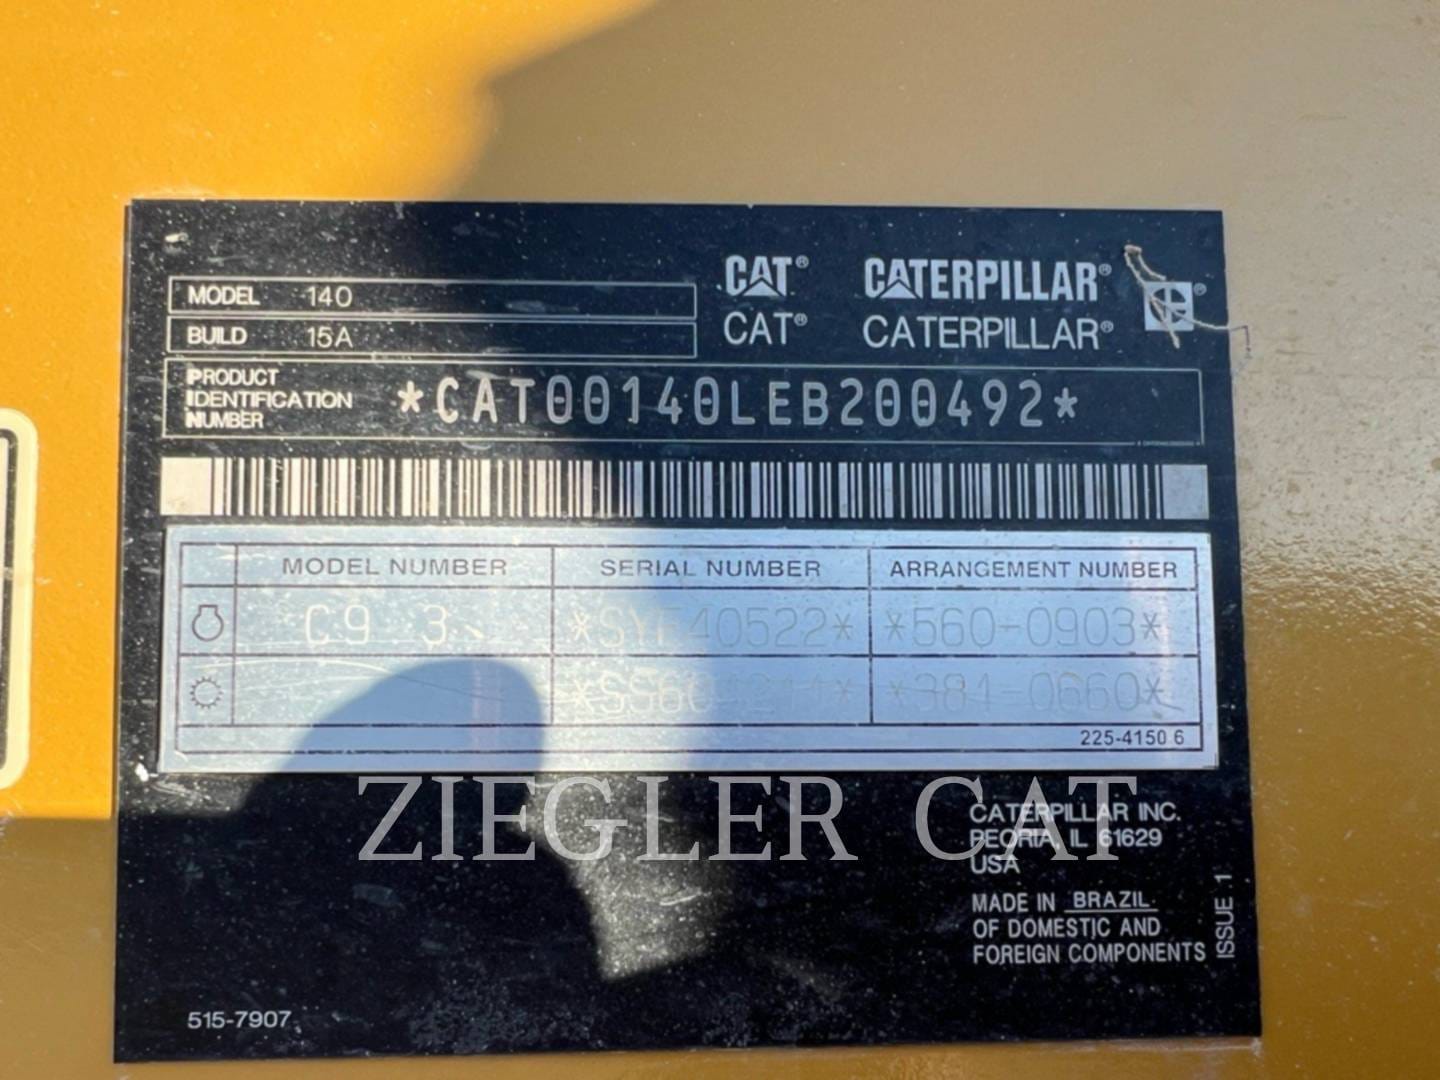 MODEL 140
BUILD 15A
CAT® CATERPILLAR® ®
CAT® CATERPILLAR®
PRODUCT
IDENTIFICATION
NUMBER
*CAT00140LEB200492*
MODEL NUMBER SERIAL NUMBER ARRANGEMENT NUMBER
C9 3 *560-0903*
*384-0660*
225-4150 6
ZIEGLER CAT
CATERPILLAR INC.
PEORIA, IL 61629
USA
MADE IN BRAZIL
OF DOMESTIC AND
FOREIGN COMPONENTS
ISSUE 1
515-7907